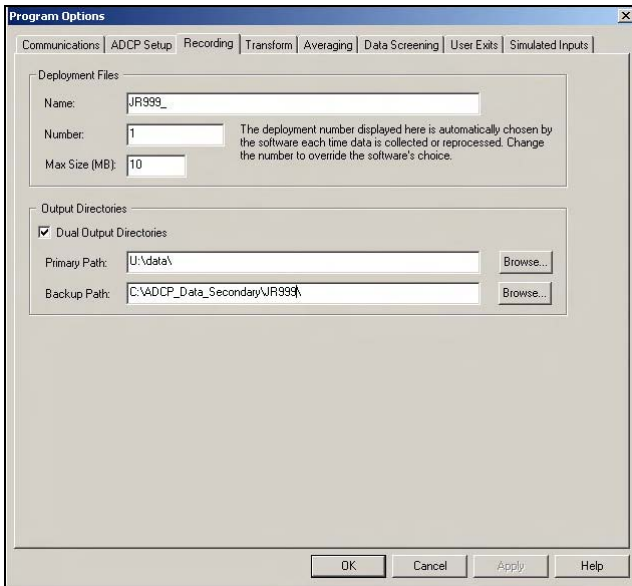 Program Options
Communications ADCP Setup Recording Transform Averaging Data Screening User Exits Simulated Inputs
Deployment Files
Name: JR999_
Number: 1
The deployment number displayed here is automatically chosen by
the software each time data is collected or reprocessed. Change
the number to override the software's choice.
Max Size (MB): 10
Output Directories
Dual Output Directories
Primary Path: U:\data\ Browse...
Backup Path: C:\ADCP_Data_Secondary\JR999\ Browse...
OK Cancel Apply Help